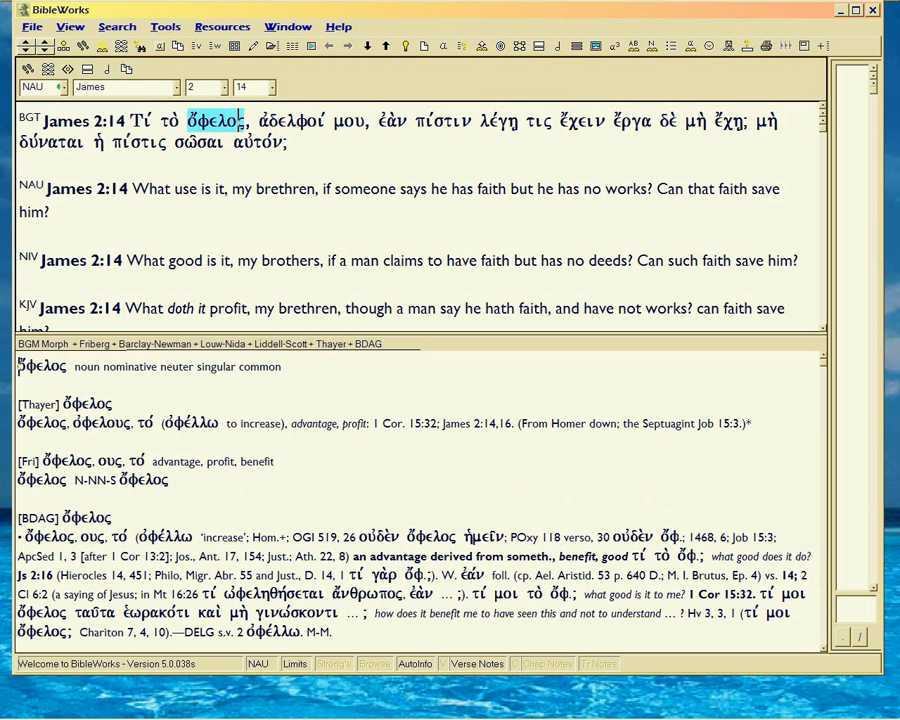 BibleWorks
File View Search Tools Resources Window Help
NAU James 2 14
BGT James 2:14 Τί τὸ ὄφελος, ἀδελφοί μου, ἐὰν πίστιν λέγῃ τις ἔχειν ἔργα δὲ μὴ ἔχῃ; μὴ
δύναται ἡ πίστις σῶσαι αὐτόν;
NAU James 2:14 What use is it, my brethren, if someone says he has faith but he has no works? Can that faith save
him?
NIV James 2:14 What good is it, my brothers, if a man claims to have faith but has no deeds? Can such faith save him?
KJV James 2:14 What doth it profit, my brethren, though a man say he hath faith, and have not works? can faith save
him?
BGM Morph + Friberg + Barclay-Newman + Louw-Nida + Liddell-Scott + Thayer + BDAG
ὄφελος noun nominative neuter singular common
[Thayer] ὄφελος
ὄφελος, ὀφελους, τό (ὀφέλλω to increase), advantage, profit: 1 Cor. 15:32; James 2:14,16. (From Homer down; the Septuagint Job 15:3.)*
[Fri] ὄφελος, ους, τό advantage, profit, benefit
ὄφελος N-NN-S ὄφελος
[BDAG] ὄφελος
• ὄφελος, ους, τό (ὀφέλλω 'increase'; Hom.+; OGI 519, 26 οὐδὲν ὄφελος ἡμεῖν; POxy 118 verso, 30 οὐδὲν ὄφ.; 1468, 6; Job 15:3;
ApcSed 1, 3 [after 1 Cor 13:2]; Jos., Ant. 17, 154; Just.; Ath. 22, 8) an advantage derived from someth., benefit, good τί τὸ ὄφ.; what good does it do?
Js 2:16 (Hierocles 14, 451; Philo, Migr. Abr. 55 and Just., D. 14, 1 τί γὰρ ὄφ.;). W. ἐάν foll. (cp. Ael. Aristid. 53 p. 640 D.; M. I. Brutus, Ep. 4) vs. 14; 2
Cl 6:2 (a saying of Jesus; in Mt 16:26 τί ὠφεληθήσεται ἄνθρωπος, ἐὰν … ;). τί μοι τὸ ὄφ.; what good is it to me? 1 Cor 15:32. τί μοι
ὄφελος ταῦτα ἑωρακότι καὶ μὴ γινώσκοντι … ; how does it benefit me to have seen this and not to understand … ? Hv 3, 3, 1 (τί μοι
ὄφελος; Chariton 7, 4, 10).—DELG s.v. 2 ὀφέλλω. M-M.
Welcome to BibleWorks - Version 5.0.038s NAU Limits Strong's Browse AutoInfo V Verse Notes C Chap Notes Tr Notes